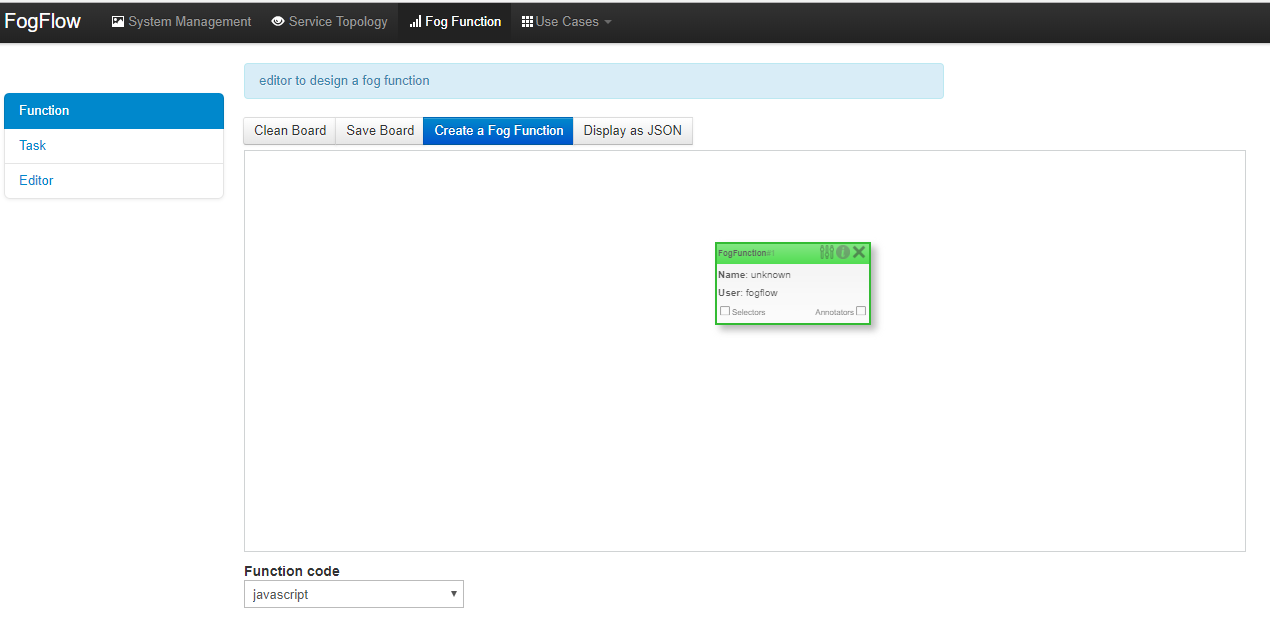 FogFlow System Management Service Topology Fog Function Use Cases
editor to design a fog function
Function
Task
Editor
Clean Board Save Board Create a Fog Function Display as JSON
FogFunction#1
Name: unknown
User: fogflow
Selectors Annotators
Function code
javascript